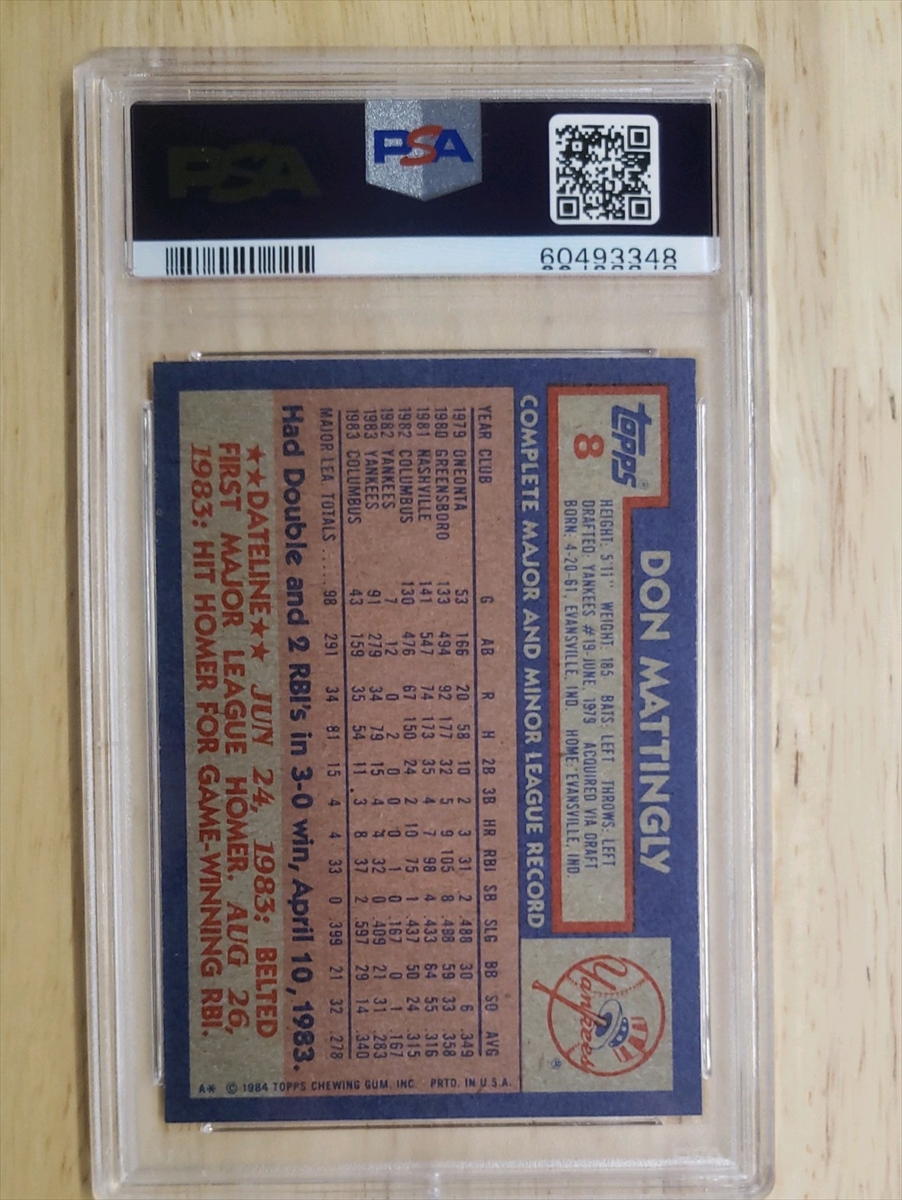 PSA
PSA
60493348
topps®
8
DON MATTINGLY
HEIGHT: 5'11" WEIGHT: 185 BATS: LEFT THROWS: LEFT
DRAFTED: YANKEES #19-JUNE, 1979 ACQUIRED: VIA DRAFT
BORN: 4-20-61, EVANSVILLE, IND. HOME: EVANSVILLE, IND.
Yankees ®
COMPLETE MAJOR AND MINOR LEAGUE RECORD
YEAR CLUB G AB R H 2B 3B HR RBI SB SLG BB SO AVG
1979 ONEONTA 53 166 20 58 10 2 3 31 2 .488 30 6 .349
1980 GREENSBORO 133 494 92 177 32 5 9 105 8 .498 59 33 .358
1981 NASHVILLE 141 547 74 173 35 4 7 98 4 .433 64 55 .316
1982 COLUMBUS 130 476 67 150 24 2 10 75 1 .437 50 24 .315
1982 YANKEES 7 12 0 2 0 0 0 1 0 .167 0 1 .167
1983 YANKEES 91 279 34 79 15 4 4 32 0 .409 21 31 .283
1983 COLUMBUS 43 159 35 54 11 3 8 37 2 .597 29 14 .340
MAJOR LEA TOTALS..... 98 291 34 81 15 4 4 33 0 .399 21 32 .278
Had Double and 2 RBI's in 3-0 win, April 10, 1983.
★★DATELINE★★ JUN 24, 1983: BELTED
FIRST MAJOR LEAGUE HOMER. AUG 26,
1983: HIT HOMER FOR GAME-WINNING RBI.
A* © 1984 TOPPS CHEWING GUM, INC. PRTD. IN U.S.A.